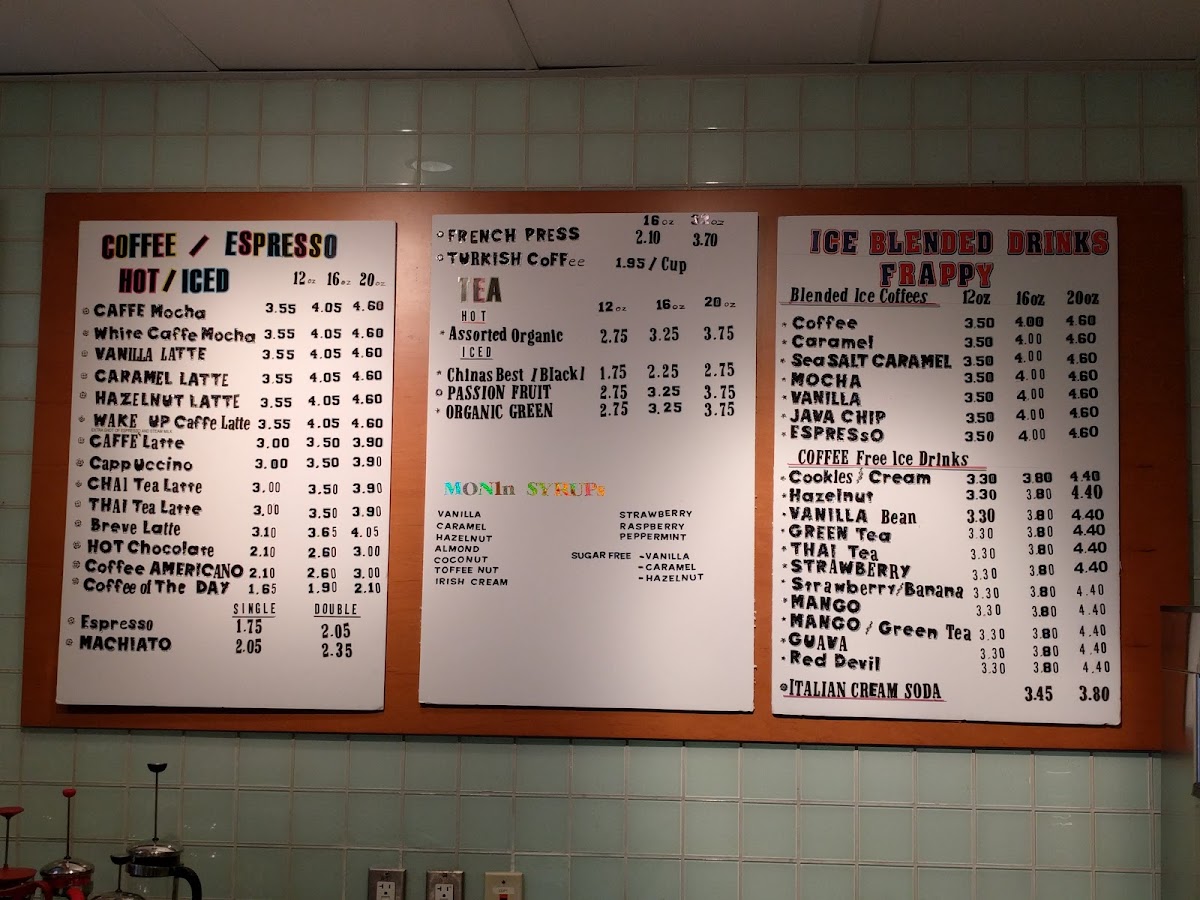 COFFEE / ESPRESSO
HOT / ICED 12oz 16oz 20oz
CAFFE Mocha 3.55 4.05 4.60
White Caffe Mocha 3.55 4.05 4.60
VANILLA LATTE 3.55 4.05 4.60
CARAMEL LATTE 3.55 4.05 4.60
HAZELNUT LATTE 3.55 4.05 4.60
WAKE UP Caffe Latte 3.55 4.05 4.60
EXTRA SHOT OF ESPRESSO AND STEAM MILK
CAFFE Latte 3.00 3.50 3.90
CappUccino 3.00 3.50 3.90
CHAI Tea Latte 3.00 3.50 3.90
THAI Tea Latte 3.00 3.50 3.90
Breve Latte 3.10 3.65 4.05
HOT Chocolate 2.10 2.60 3.00
Coffee AMERICANO 2.10 2.60 3.00
Coffee of The DAY 1.65 1.90 2.10
SINGLE DOUBLE
Espresso 1.75 2.05
MACHIATO 2.05 2.35
16oz 32oz
FRENCH PRESS 2.10 3.70
TURKISH CoFFee 1.95 / Cup
TEA
HOT 12oz 16oz 20oz
Assorted Organic 2.75 3.25 3.75
ICED
Chinas Best / Black / 1.75 2.25 2.75
PASSION FRUIT 2.75 3.25 3.75
ORGANIC GREEN 2.75 3.25 3.75
MON1n SYRUPs
VANILLA STRAWBERRY
CARAMEL RASPBERRY
HAZELNUT PEPPERMINT
ALMOND
COCONUT SUGAR FREE -VANILLA
TOFFEE NUT -CARAMEL
IRISH CREAM -HAZELNUT
ICE BLENDED DRINKS
FRAPPY
Blended Ice Coffees 12oz 16oz 20oz
Coffee 3.50 4.00 4.60
Caramel 3.50 4.00 4.60
Sea SALT CARAMEL 3.50 4.00 4.60
MOCHA 3.50 4.00 4.60
VANILLA 3.50 4.00 4.60
JAVA CHIP 3.50 4.00 4.60
ESPRESsO 3.50 4.00 4.60
COFFEE Free Ice Drinks
Cookies / Cream 3.30 3.80 4.40
Hazelnut 3.30 3.80 4.40
VANILLA Bean 3.30 3.80 4.40
GREEN Tea 3.30 3.80 4.40
THAI Tea 3.30 3.80 4.40
STRAWBERRY 3.30 3.80 4.40
Strawberry/Banana 3.30 3.80 4.40
MANGO 3.30 3.80 4.40
MANGO / Green Tea 3.30 3.80 4.40
GUAVA 3.30 3.80 4.40
Red Devil 3.30 3.80 4.40
ITALIAN CREAM SODA 3.45 3.80